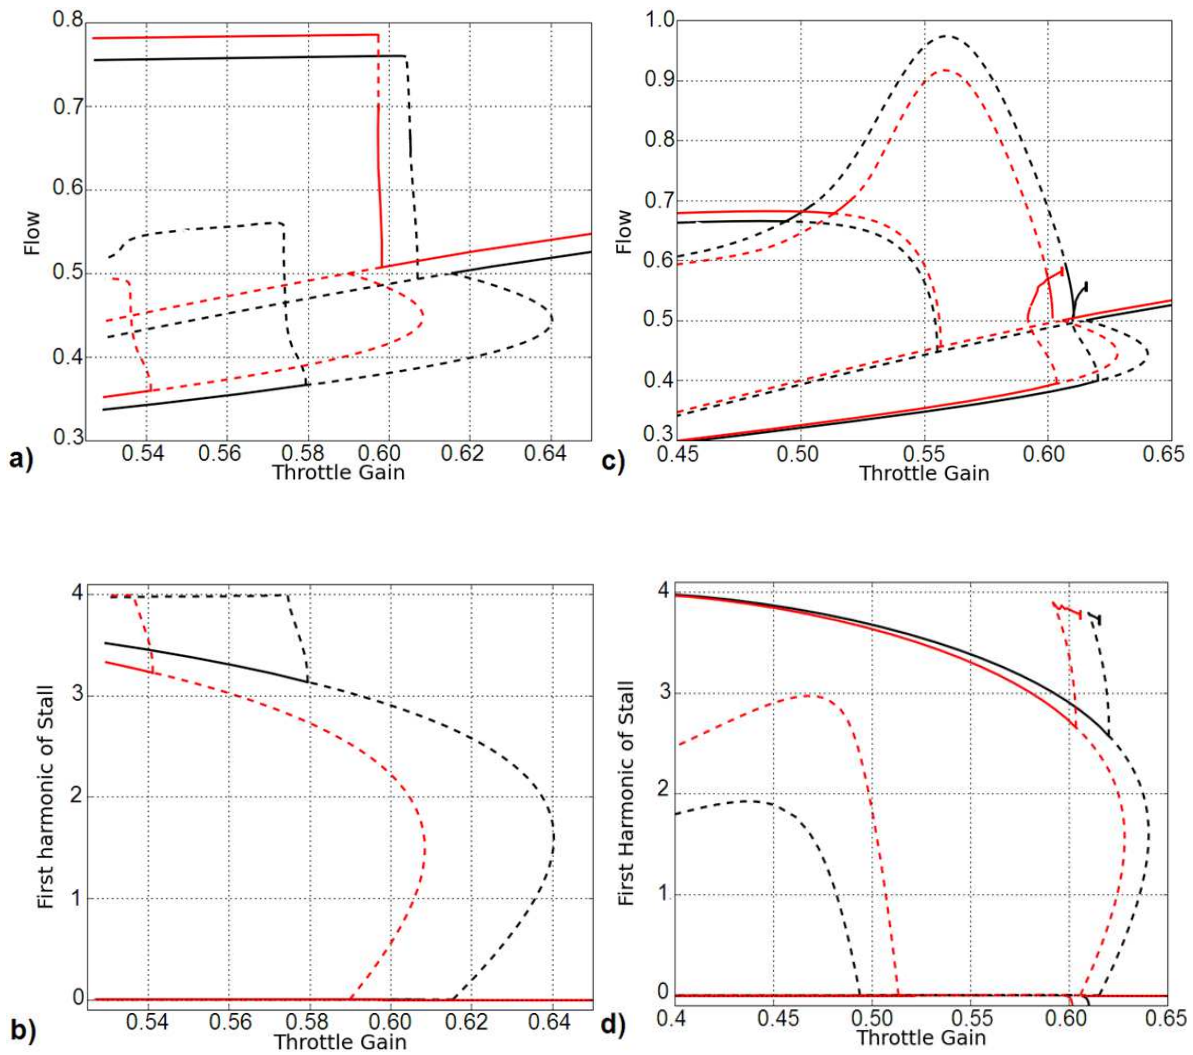 0.8
0.7
0.6
0.5
0.4
0.3
Flow
0.54 0.56 0.58 0.60 0.62 0.64
Throttle Gain
a)
1.0
0.9
0.8
0.7
0.6
0.5
0.4
0.3
Flow
0.45 0.50 0.55 0.60 0.65
Throttle Gain
c)
4
3
2
1
0
First harmonic of Stall
0.54 0.56 0.58 0.60 0.62 0.64
Throttle Gain
b)
4
3
2
1
0
First Harmonic of Stall
0.4 0.45 0.50 0.55 0.60 0.65
Throttle Gain
d)